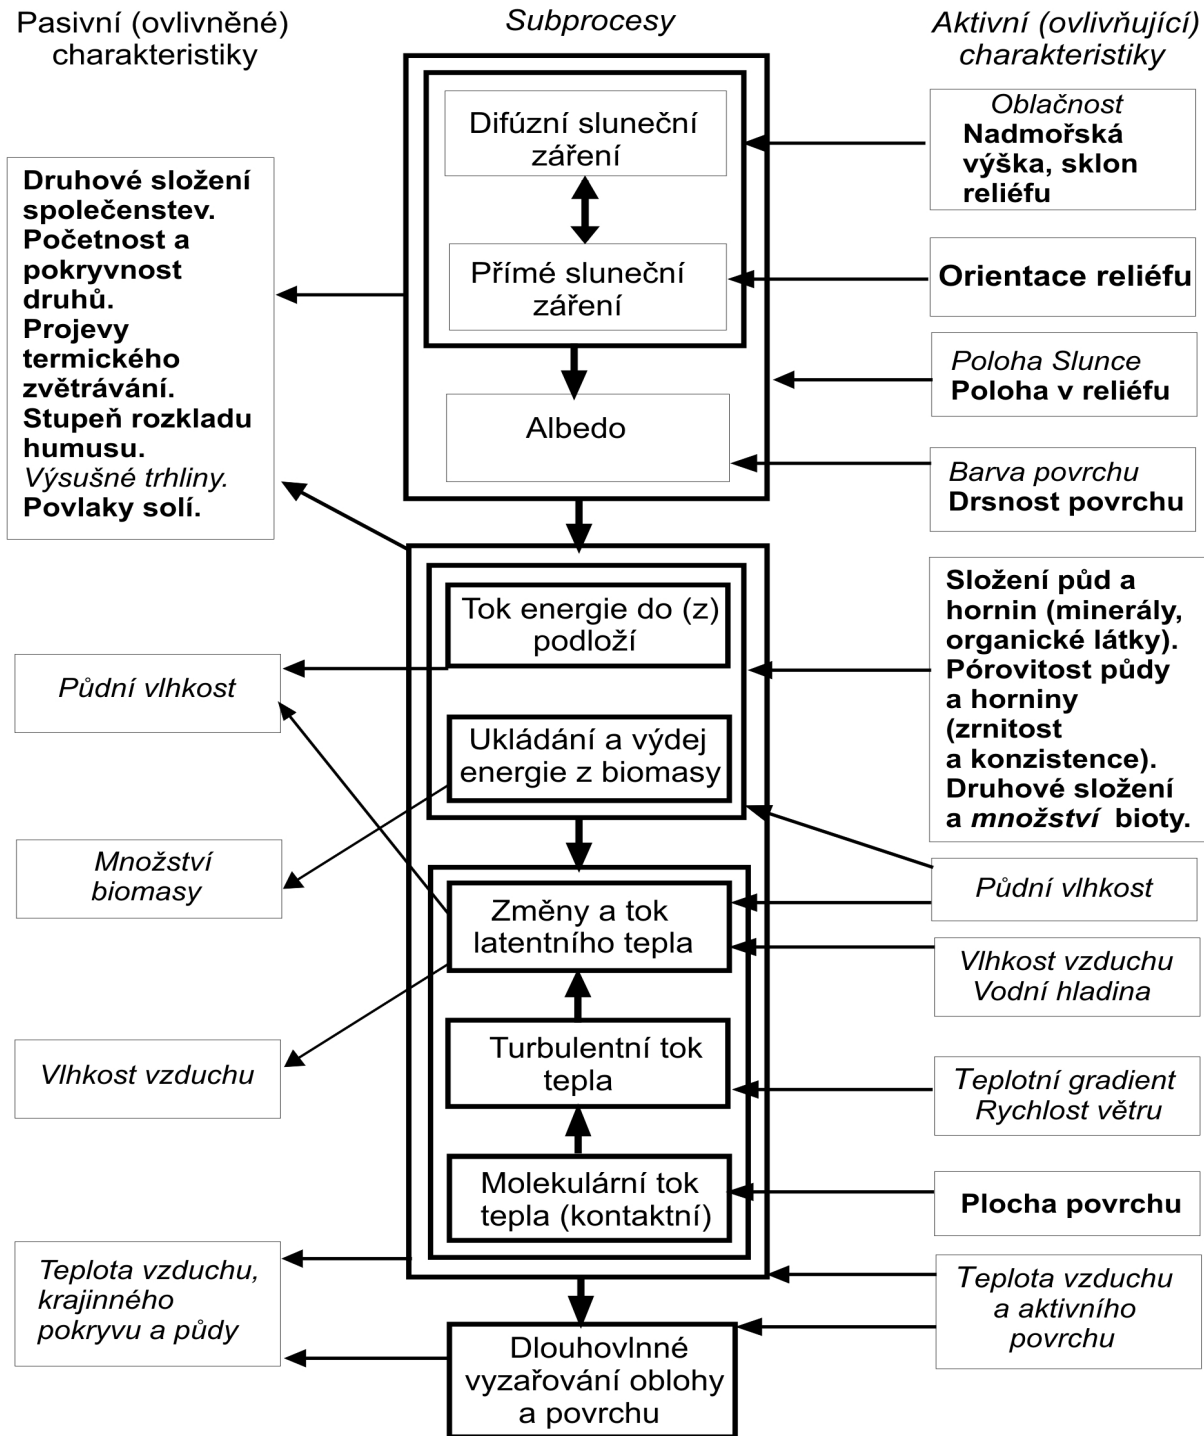 Pasivní (ovlivněné)
charakteristiky
Subprocesy
Aktivní (ovlivňující)
charakteristiky
Difúzní sluneční
záření
Přímé sluneční
záření
Albedo
Tok energie do (z)
podloží
Ukládání a výdej
energie z biomasy
Změny a tok
latentního tepla
Turbulentní tok
tepla
Molekulární tok
tepla (kontaktní)
Dlouhovlnné
vyzařování oblohy
a povrchu
Druhové složení
společenstev.
Početnost a
pokryvnost
druhů.
Projevy
termického
zvětrávání.
Stupeň rozkladu
humusu.
Výsušné trhliny.
Povlaky solí.
Půdní vlhkost
Množství
biomasy
Vlhkost vzduchu
Teplota vzduchu,
krajinného
pokryvu a půdy
Oblačnost
Nadmořská
výška, sklon
reliéfu
Orientace reliéfu
Poloha Slunce
Poloha v reliéfu
Barva povrchu
Drsnost povrchu
Složení půd a
hornin (minerály,
organické látky).
Pórovitost půdy
a horniny
(zrnitost
a konzistence).
Druhové složení
a množství bioty.
Půdní vlhkost
Vlhkost vzduchu
Vodní hladina
Teplotní gradient
Rychlost větru
Plocha povrchu
Teplota vzduchu
a aktivního
povrchu